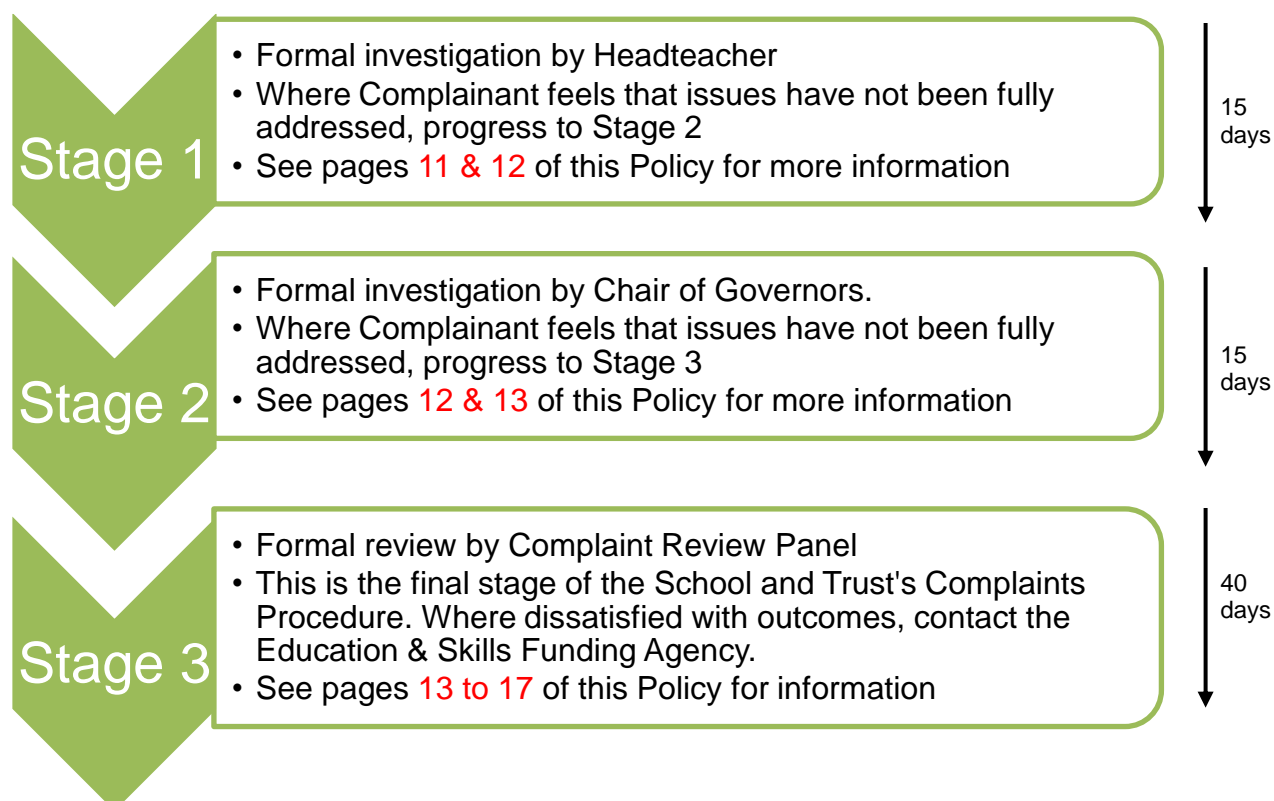 Stage 1
• Formal investigation by Headteacher
• Where Complainant feels that issues have not been fully
addressed, progress to Stage 2
• See pages 11 & 12 of this Policy for more information
15
days
Stage 2
• Formal investigation by Chair of Governors.
• Where Complainant feels that issues have not been fully
addressed, progress to Stage 3
• See pages 12 & 13 of this Policy for more information
15
days
Stage 3
• Formal review by Complaint Review Panel
• This is the final stage of the School and Trust's Complaints
Procedure. Where dissatisfied with outcomes, contact the
Education & Skills Funding Agency.
• See pages 13 to 17 of this Policy for information
40
days